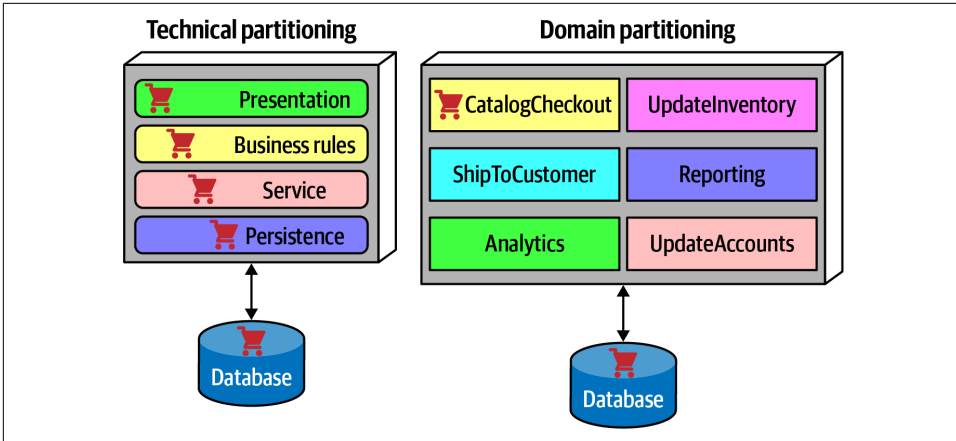 Technical partitioning
Presentation
Business rules
Service
Persistence
Database
Domain partitioning
CatalogCheckout
UpdateInventory
ShipToCustomer
Reporting
Analytics
UpdateAccounts
Database